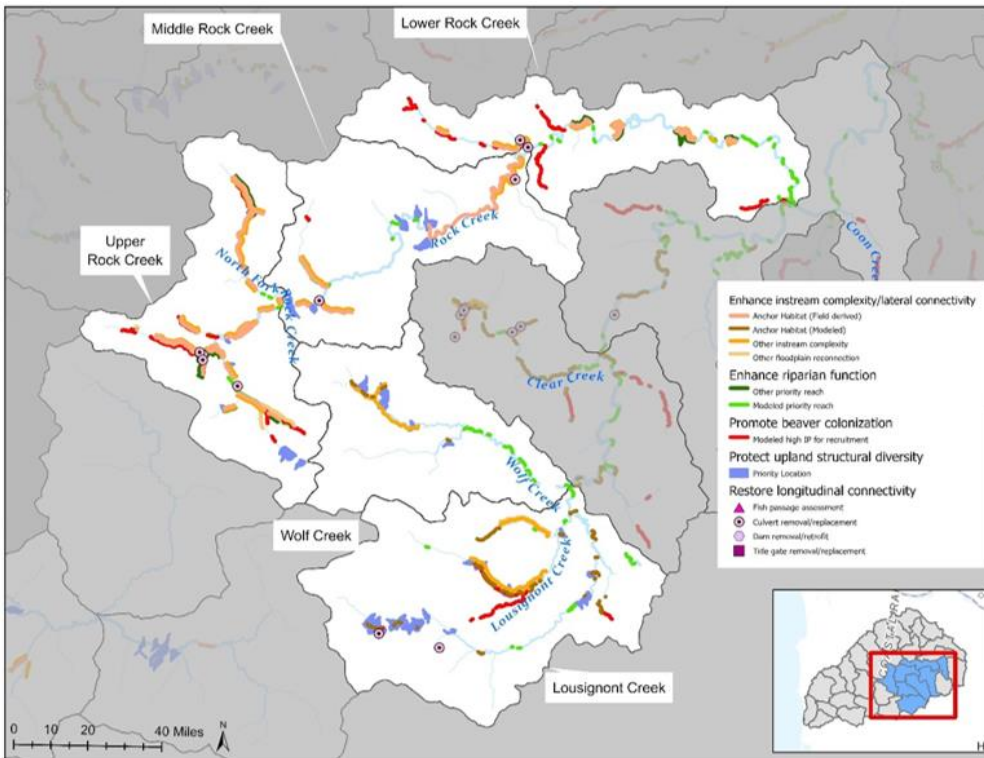 Lower Rock Creek
Middle Rock Creek
Upper
Rock Creek
North Fork Rock Creek
Rock Creek
Coon Cree
Clear Creek
Wolf Creek
Wolf Creek
Lousignont Creek
Lousignont Creek
Enhance instream complexity/lateral connectivity
Anchor Habitat (Field derived)
Anchor Habitat (Modeled)
Other instream complexity
Other floodplain reconnection
Enhance riparian function
Other priority reach
Modeled priority reach
Promote beaver colonization
Modeled high IP for recruitment
Protect upland structural diversity
Priority Location
Restore longitudinal connectivity
Fish passage assessment
Culvert removal/replacement
Dam removal/retrofit
Tide gate removal/replacement
0 10 20 40 Miles
N
H